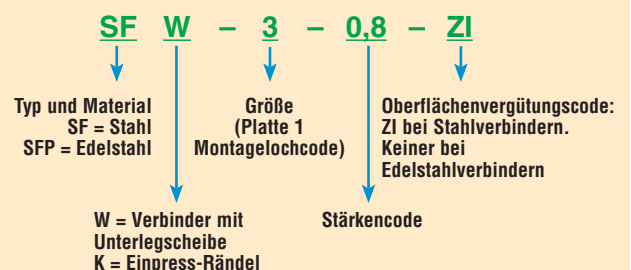 SF W – 3 – 0,8 – ZI
Typ und Material
SF = Stahl
SFP = Edelstahl
Größe
(Platte 1
Montagelochcode)
Oberflächenvergütungscode:
ZI bei Stahlverbindern.
Keiner bei
Edelstahlverbindern
W = Verbinder mit
Unterlegscheibe
K = Einpress-Rändel
Stärkencode